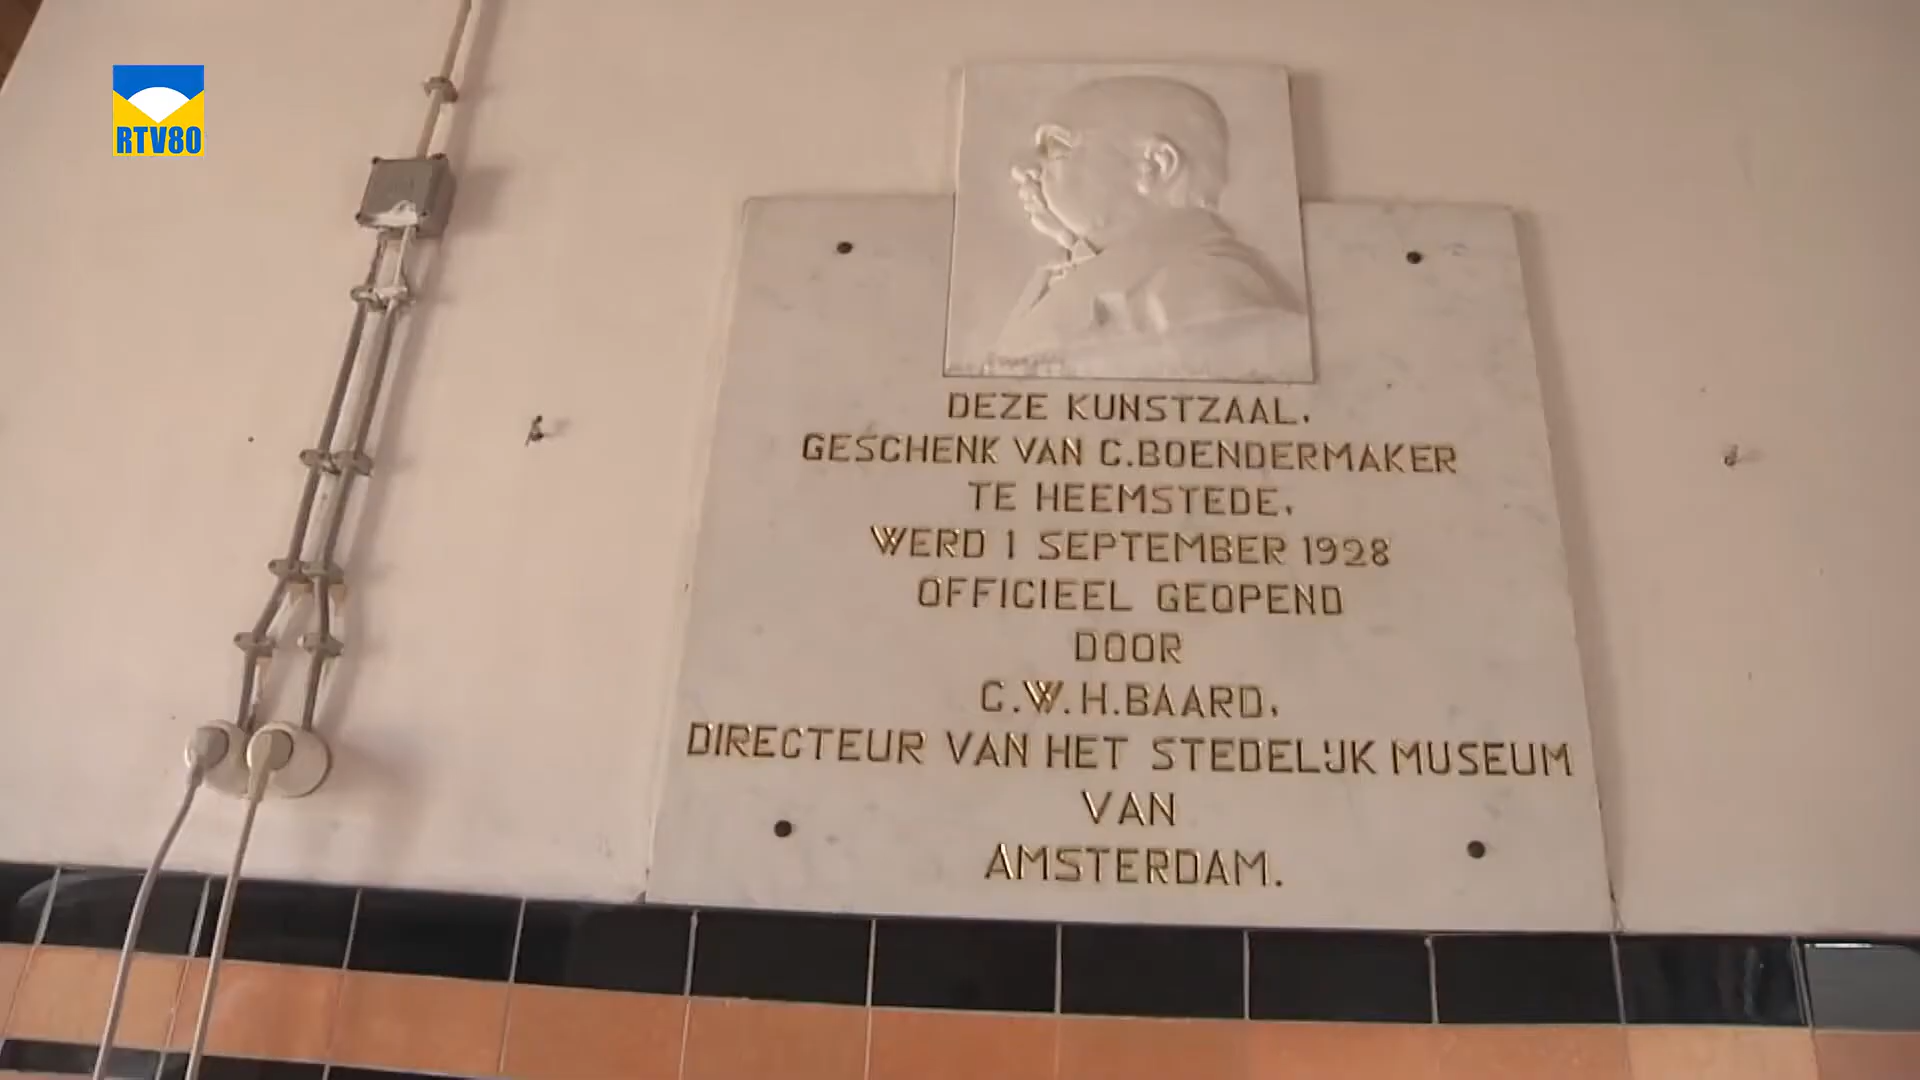 RTV80
DEZE KUNSTZAAL,
GESCHENK VAN C.BOENDERMAKER
TE HEEMSTEDE,
WERD 1 SEPTEMBER 1928
OFFICIEEL GEOPEND
DOOR
C.W.H.BAARD,
DIRECTEUR VAN HET STEDELIJK MUSEUM
VAN
AMSTERDAM.